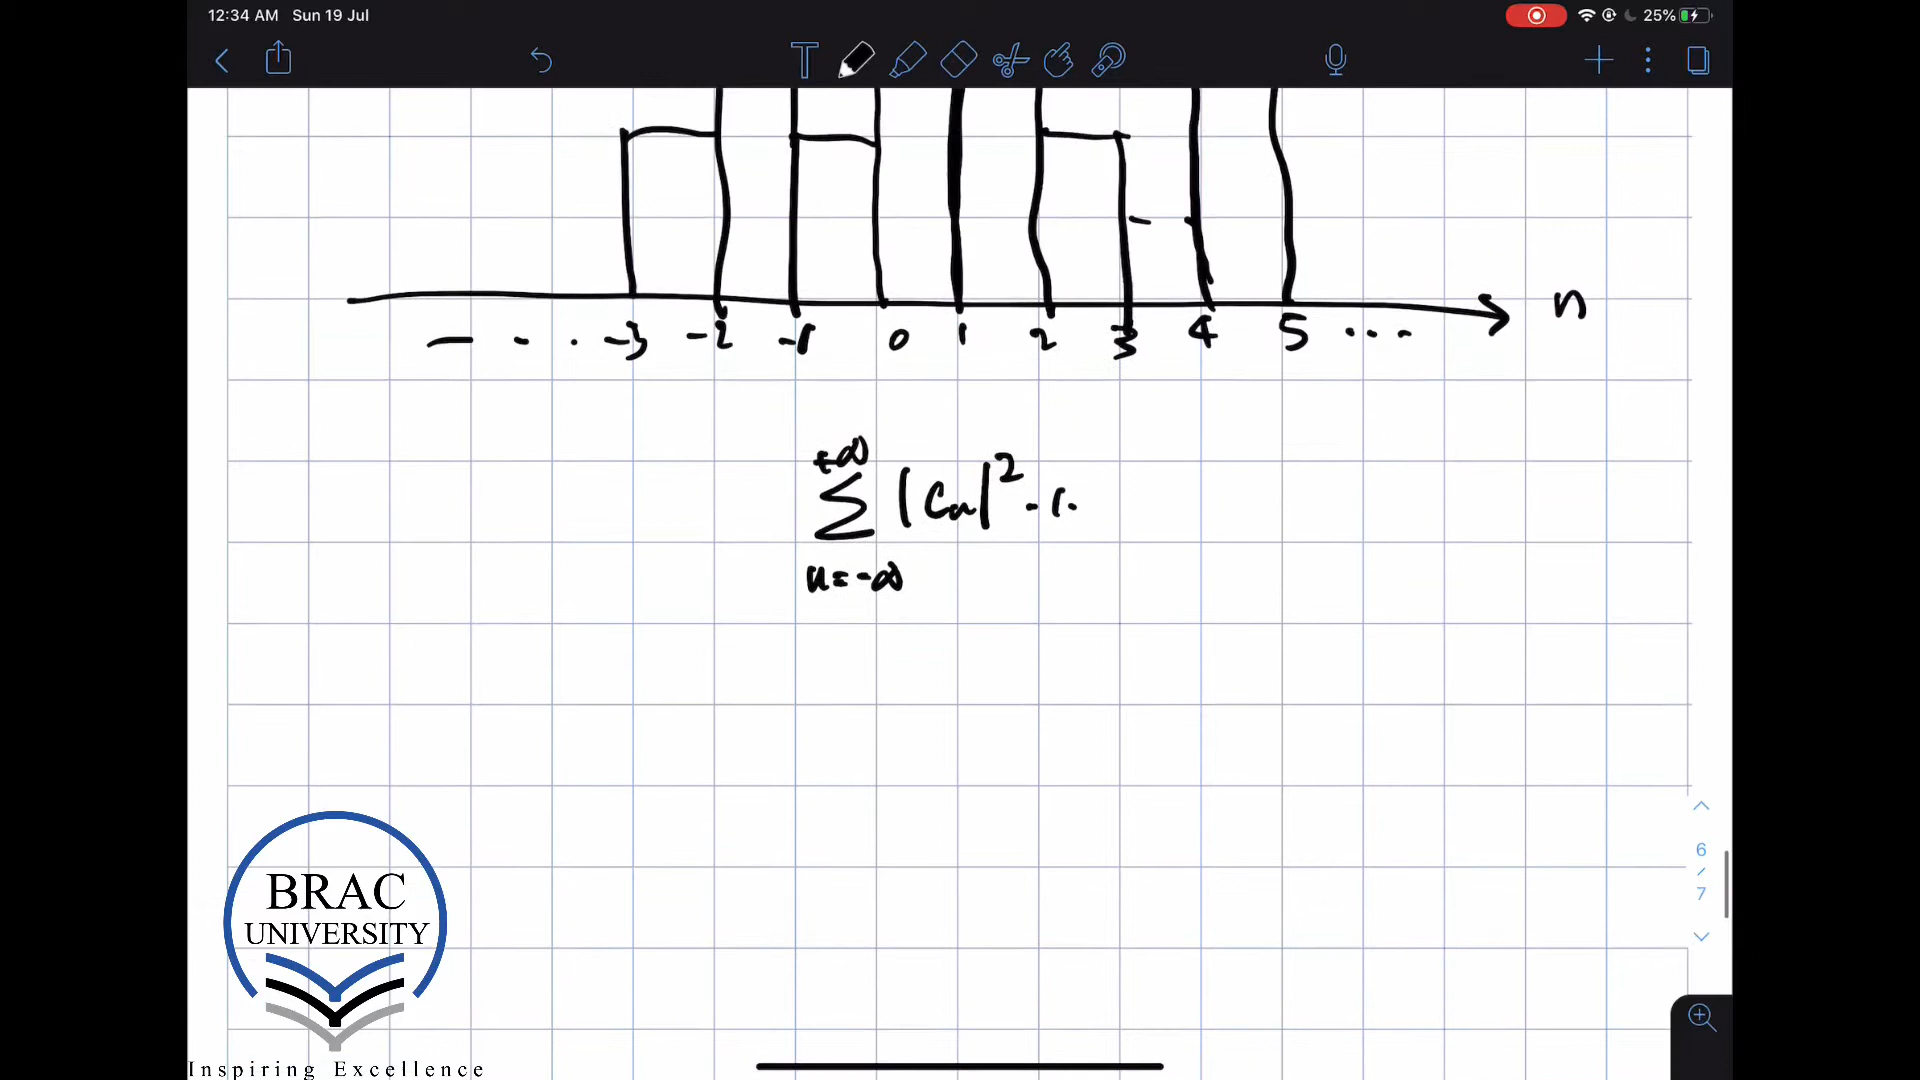 12:34 AM Sun 19 Jul 25%
T
n
-3 -2 -1 0 1 2 3 4 5 ...
+∞
∑ |Cn|² · 1.
n=-∞
6
/
7
BRAC
UNIVERSITY
Inspiring Excellence